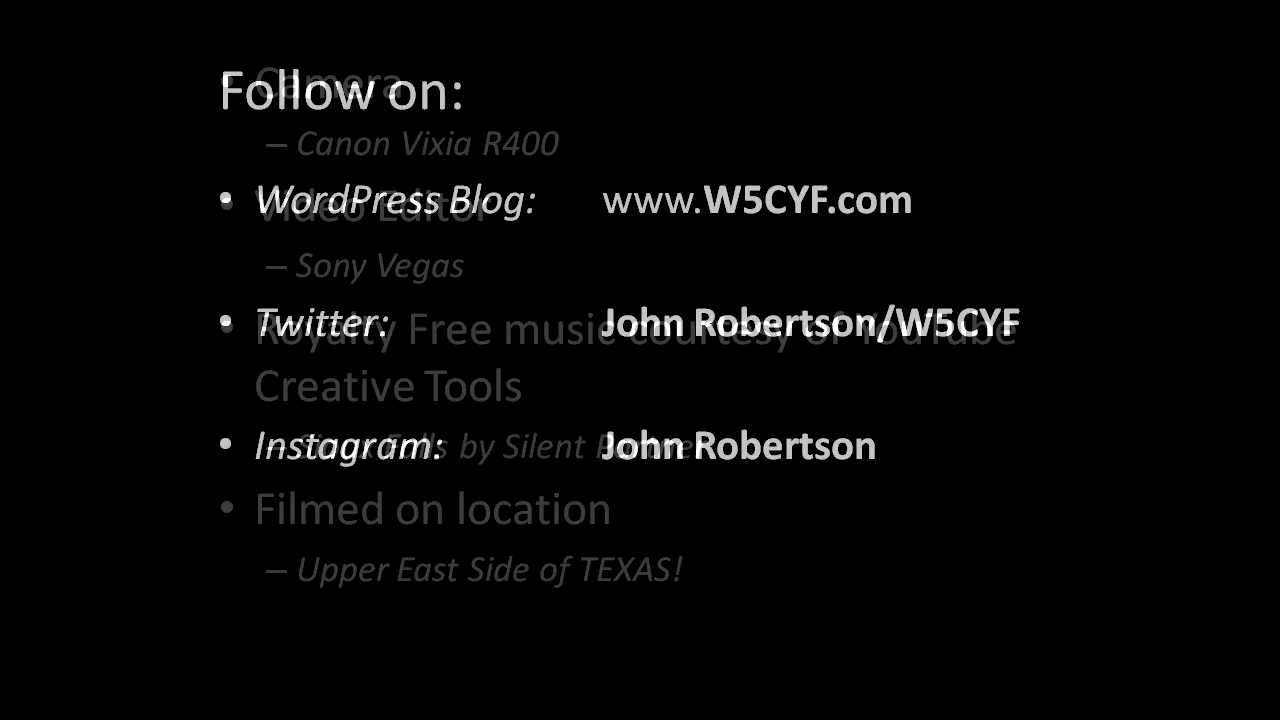 Follow on:
• WordPress Blog: www.W5CYF.com
• Twitter: John Robertson/W5CYF
• Instagram: John Robertson
• Camera
– Canon Vixia R400
• Video Editor
– Sony Vegas
• Royalty Free music courtesy of YouTube
Creative Tools
– Falls by Silent Partner
• Filmed on location
– Upper East Side of TEXAS!